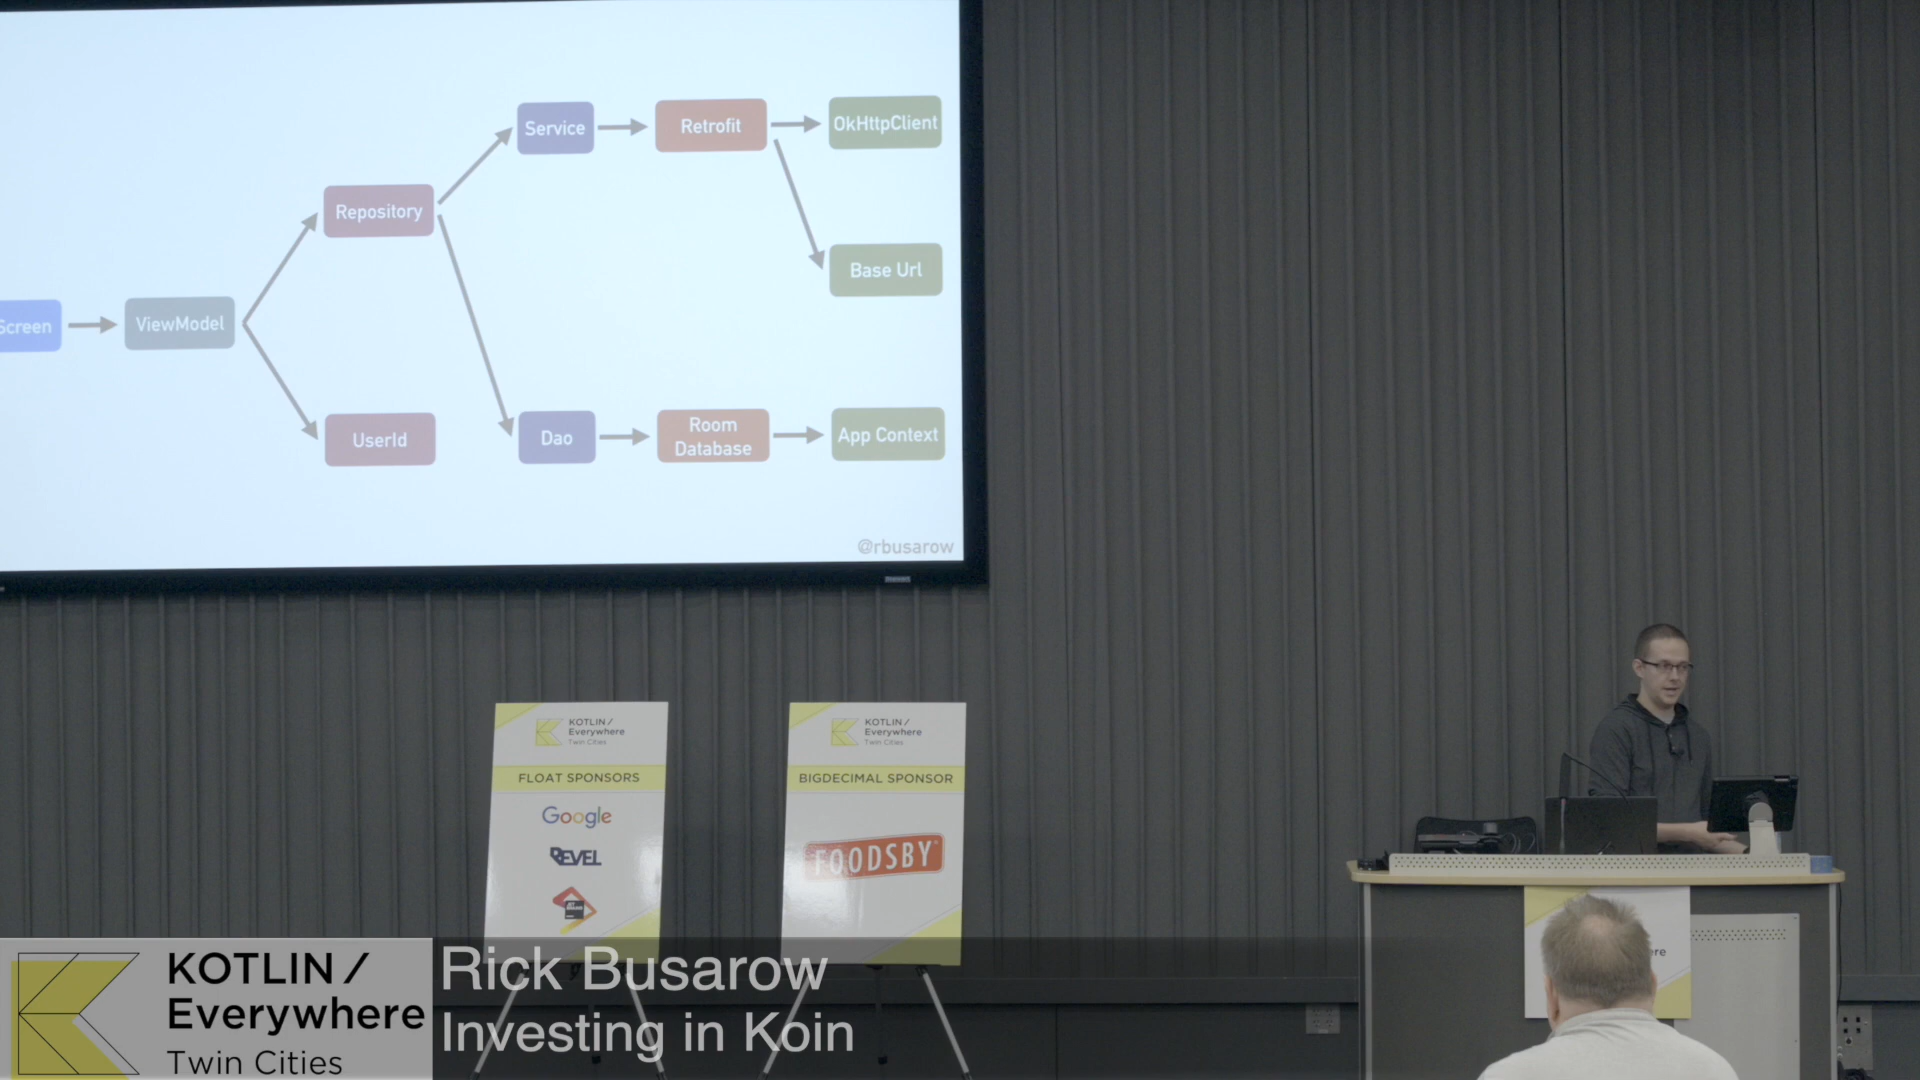 Service
Retrofit
OkHttpClient
Repository
Base Url
Screen
ViewModel
UserId
Dao
Room
Database
App Context
@rbusarow
KOTLIN /
Everywhere
Twin Cities
FLOAT SPONSORS
Google
REVEL
KOTLIN /
Everywhere
Twin Cities
BIGDECIMAL SPONSOR
FOODSBY
re
KOTLIN /
Everywhere
Twin Cities
Rick Busarow
Investing in Koin